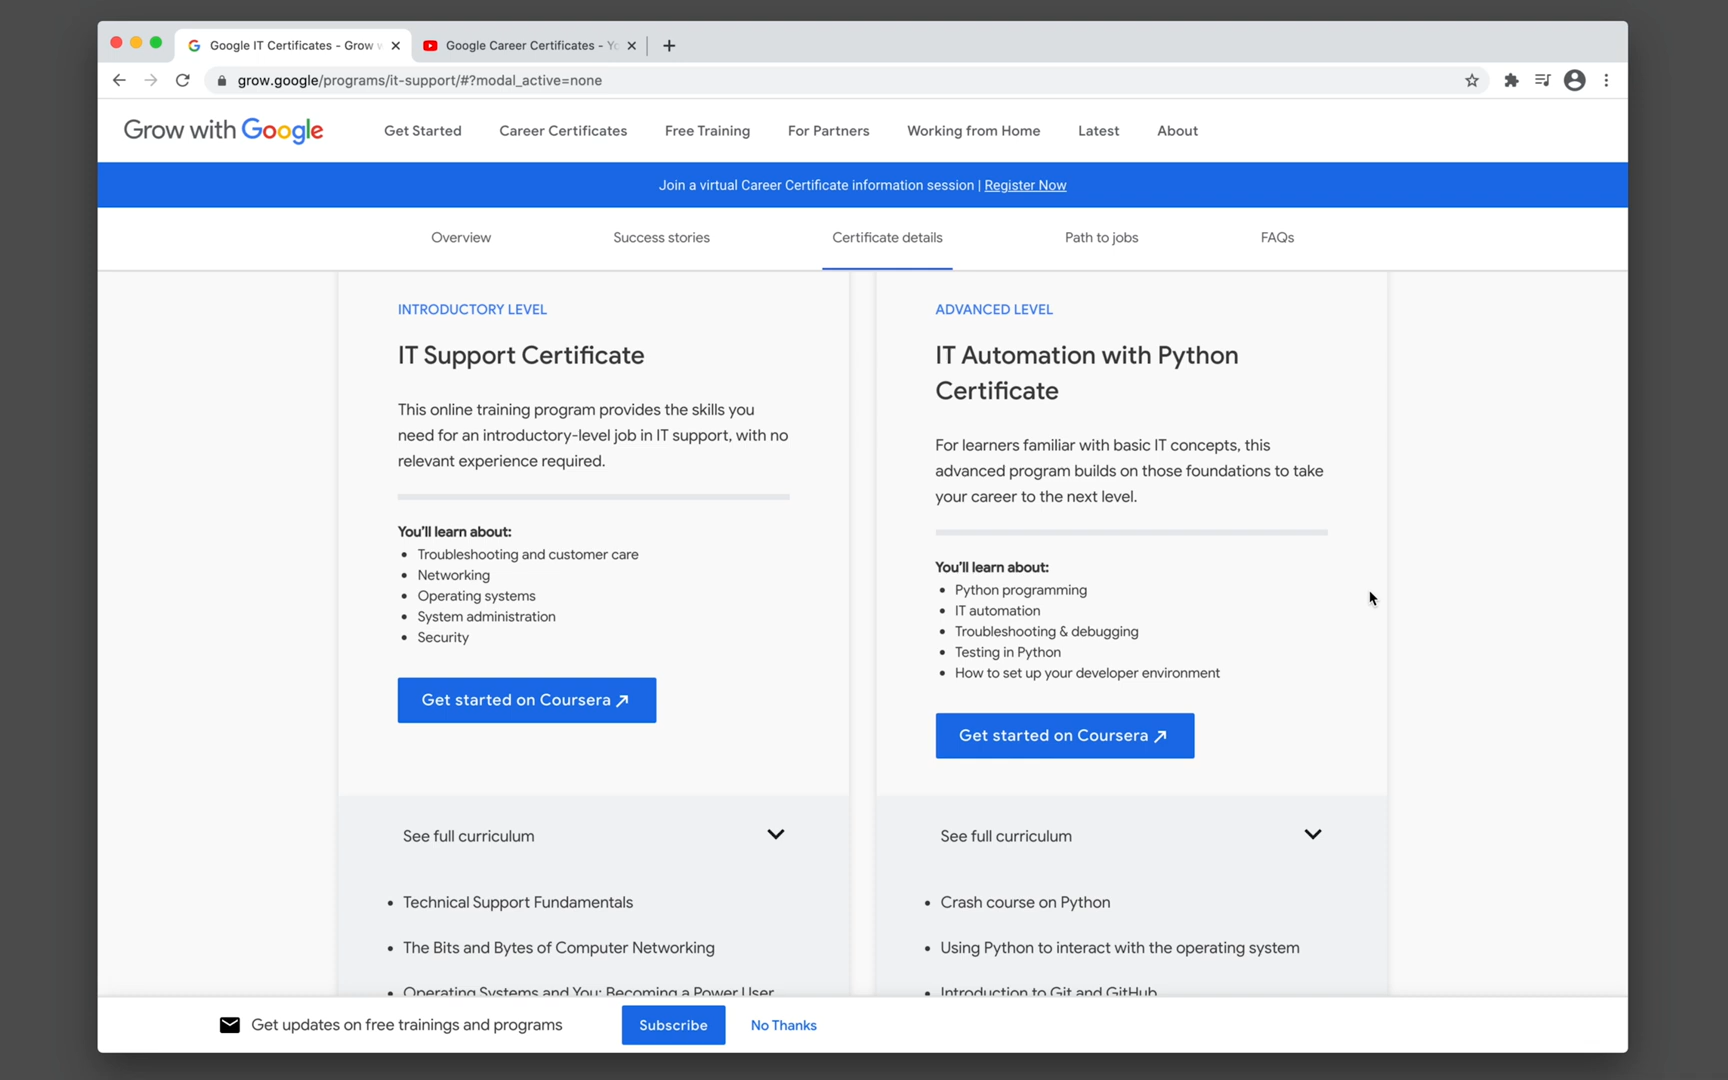 Google IT Certificates - Grow w
Google Career Certificates - Yo
grow.google/programs/it-support/#?modal_active=none
Grow with Google
Get Started
Career Certificates
Free Training
For Partners
Working from Home
Latest
About
Join a virtual Career Certificate information session | Register Now
Overview
Success stories
Certificate details
Path to jobs
FAQs
INTRODUCTORY LEVEL
IT Support Certificate
This online training program provides the skills you
need for an introductory-level job in IT support, with no
relevant experience required.
You'll learn about:
• Troubleshooting and customer care
• Networking
• Operating systems
• System administration
• Security
Get started on Coursera
See full curriculum
• Technical Support Fundamentals
• The Bits and Bytes of Computer Networking
• Operating Systems and You: Becoming a Power User
ADVANCED LEVEL
IT Automation with Python
Certificate
For learners familiar with basic IT concepts, this
advanced program builds on those foundations to take
your career to the next level.
You'll learn about:
• Python programming
• IT automation
• Troubleshooting & debugging
• Testing in Python
• How to set up your developer environment
Get started on Coursera
See full curriculum
• Crash course on Python
• Using Python to interact with the operating system
• Introduction to Git and GitHub
Get updates on free trainings and programs
Subscribe
No Thanks